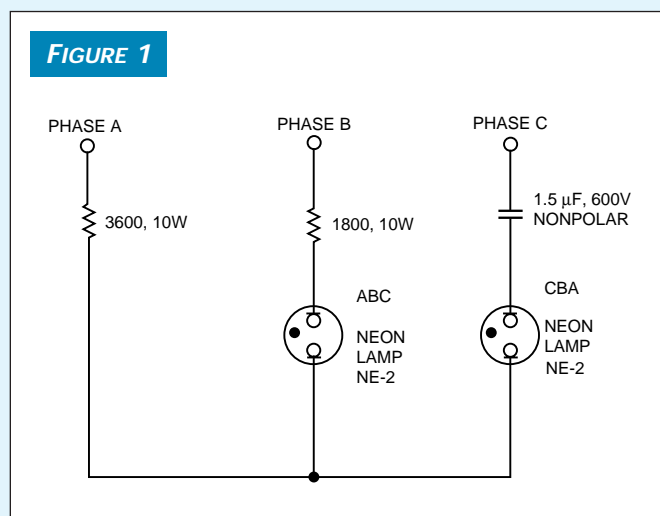 FIGURE 1
PHASE A
PHASE B
PHASE C
3600, 10W
1800, 10W
1.5 µF, 600V
NONPOLAR
ABC
NEON
LAMP
NE-2
CBA
NEON
LAMP
NE-2